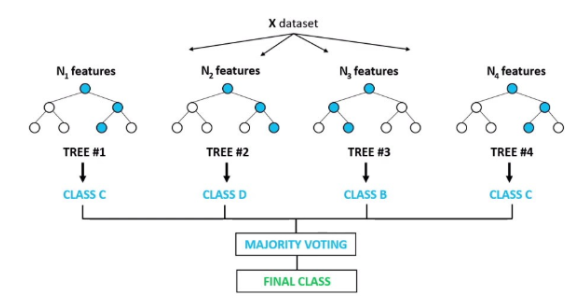 X dataset
N₁ features N₂ features N₃ features N₄ features
TREE #1 TREE #2 TREE #3 TREE #4
CLASS C CLASS D CLASS B CLASS C
MAJORITY VOTING
FINAL CLASS